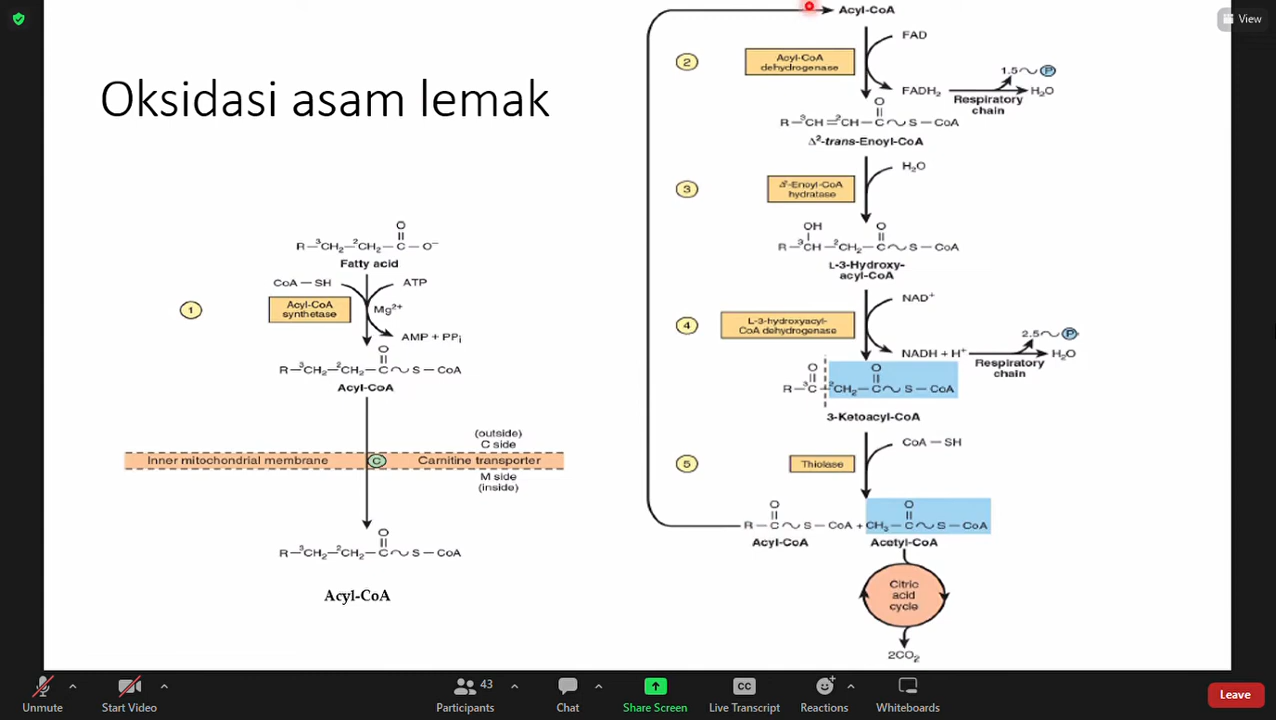 View
Oksidasi asam lemak
O
R—³CH₂—²CH₂—C—O⁻
Fatty acid
CoA—SH
ATP
1
Acyl-CoA
synthetase
Mg²⁺
AMP + PPᵢ
O
R—³CH₂—²CH₂—C~S—CoA
Acyl-CoA
(outside)
C side
Inner mitochondrial membrane
C
Carnitine transporter
M side
(inside)
O
R—³CH₂—²CH₂—C~S—CoA
Acyl-CoA
Acyl-CoA
FAD
2
Acyl-CoA
dehydrogenase
1.5~P
FADH₂
H₂O
Respiratory
chain
O
R—³CH=²CH—C~S—CoA
Δ²-trans-Enoyl-CoA
H₂O
3
Δ²-Enoyl-CoA
hydratase
OH
O
R—³CH—²CH₂—C~S—CoA
L-3-Hydroxy-
acyl-CoA
NAD⁺
4
L-3-hydroxyacyl-
CoA dehydrogenase
2.5~P
NADH + H⁺
H₂O
Respiratory
chain
O
O
R—³C—²CH₂—C~S—CoA
3-Ketoacyl-CoA
CoA—SH
5
Thiolase
O
O
R—C~S—CoA + CH₃—C~S—CoA
Acyl-CoA
Acetyl-CoA
Citric
acid
cycle
2CO₂
Unmute
Start Video
43
Participants
Chat
Share Screen
CC
Live Transcript
Reactions
Whiteboards
Leave